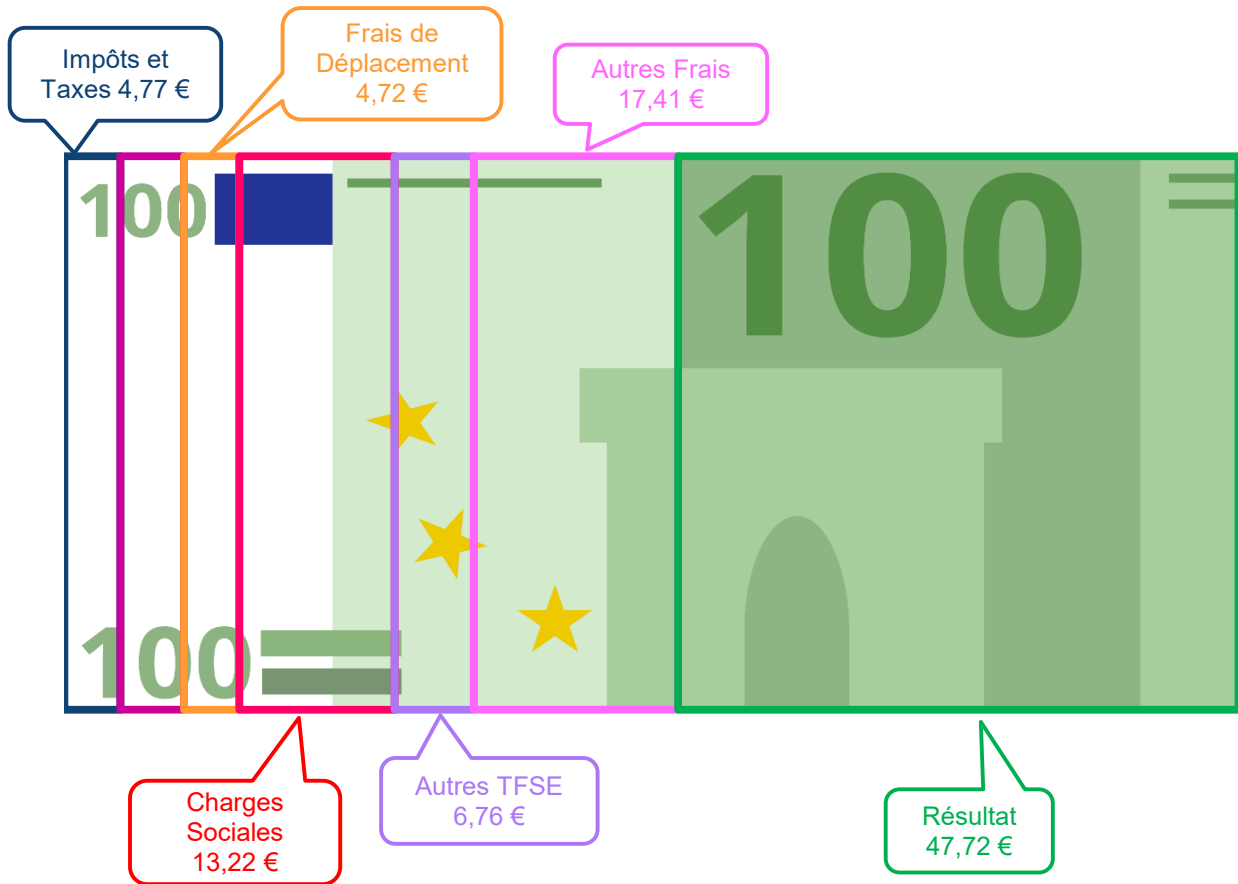 Impôts et
Taxes 4,77 €
Frais de
Déplacement
4,72 €
Autres Frais
17,41 €
100
100
100
Charges
Sociales
13,22 €
Autres TFSE
6,76 €
Résultat
47,72 €